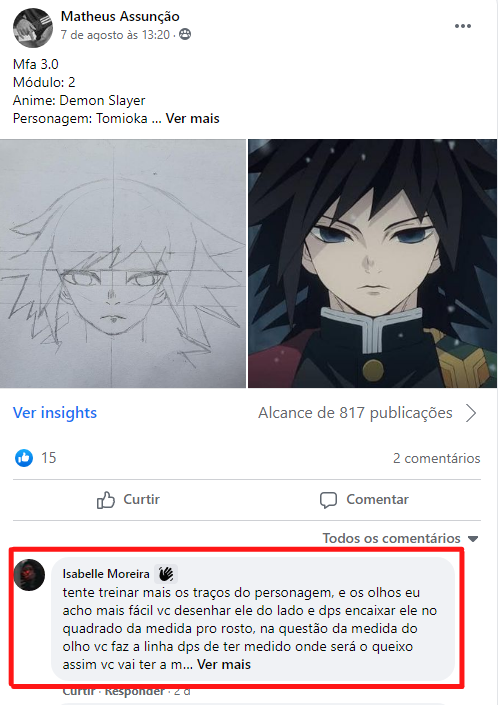 Matheus Assunção
7 de agosto às 13:20 ·
Mfa 3.0
Módulo: 2
Anime: Demon Slayer
Personagem: Tomioka ... Ver mais
Ver insights
Alcance de 817 publicações
15
2 comentários
Curtir
Comentar
Todos os comentários
Isabelle Moreira
tente treinar mais os traços do personagem, e os olhos eu
acho mais fácil vc desenhar ele do lado e dps encaixar ele no
quadrado da medida pro rosto, na questão da medida do
olho vc faz a linha dps de ter medido onde será o queixo
assim vc vai ter a m... Ver mais
Curtir · Responder · 2 d